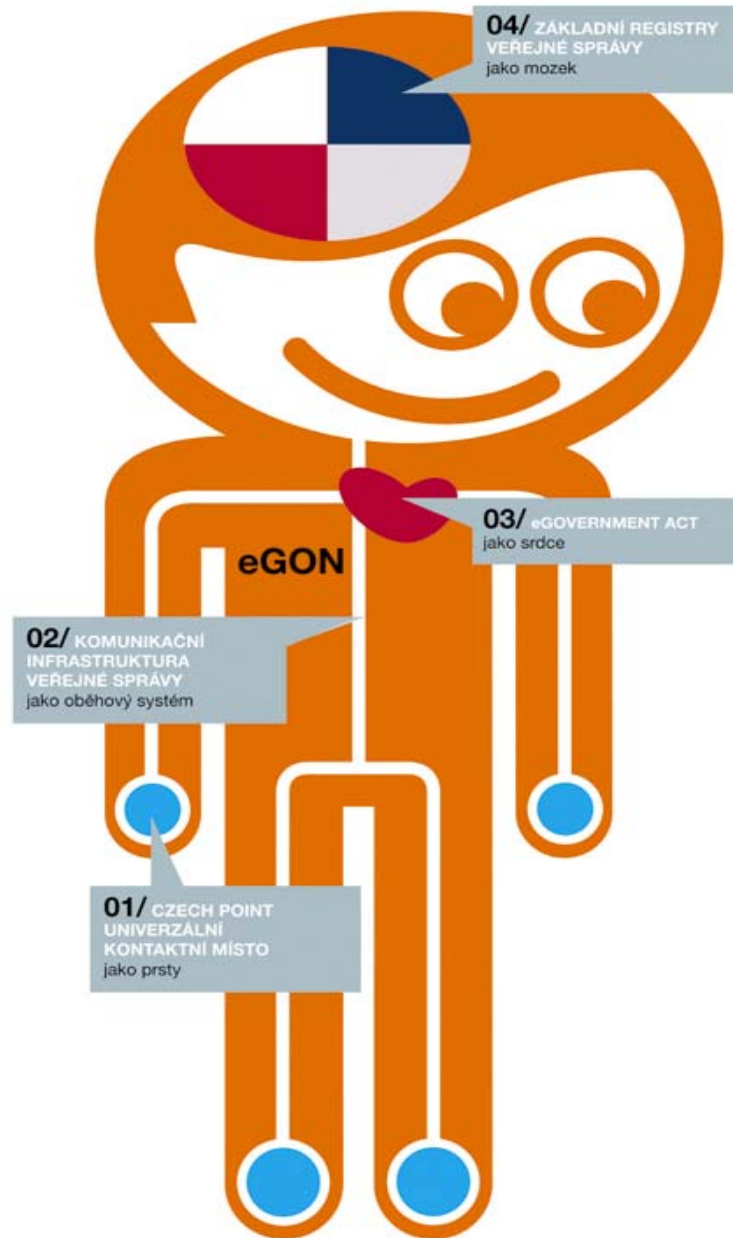 04/ ZÁKLADNÍ REGISTRY
VEŘEJNÉ SPRÁVY
jako mozek
03/ eGOVERNMENT ACT
jako srdce
eGON
02/ KOMUNIKAČNÍ
INFRASTRUKTURA
VEŘEJNÉ SPRÁVY
jako oběhový systém
01/ CZECH POINT
UNIVERZÁLNÍ
KONTAKTNÍ MÍSTO
jako prsty